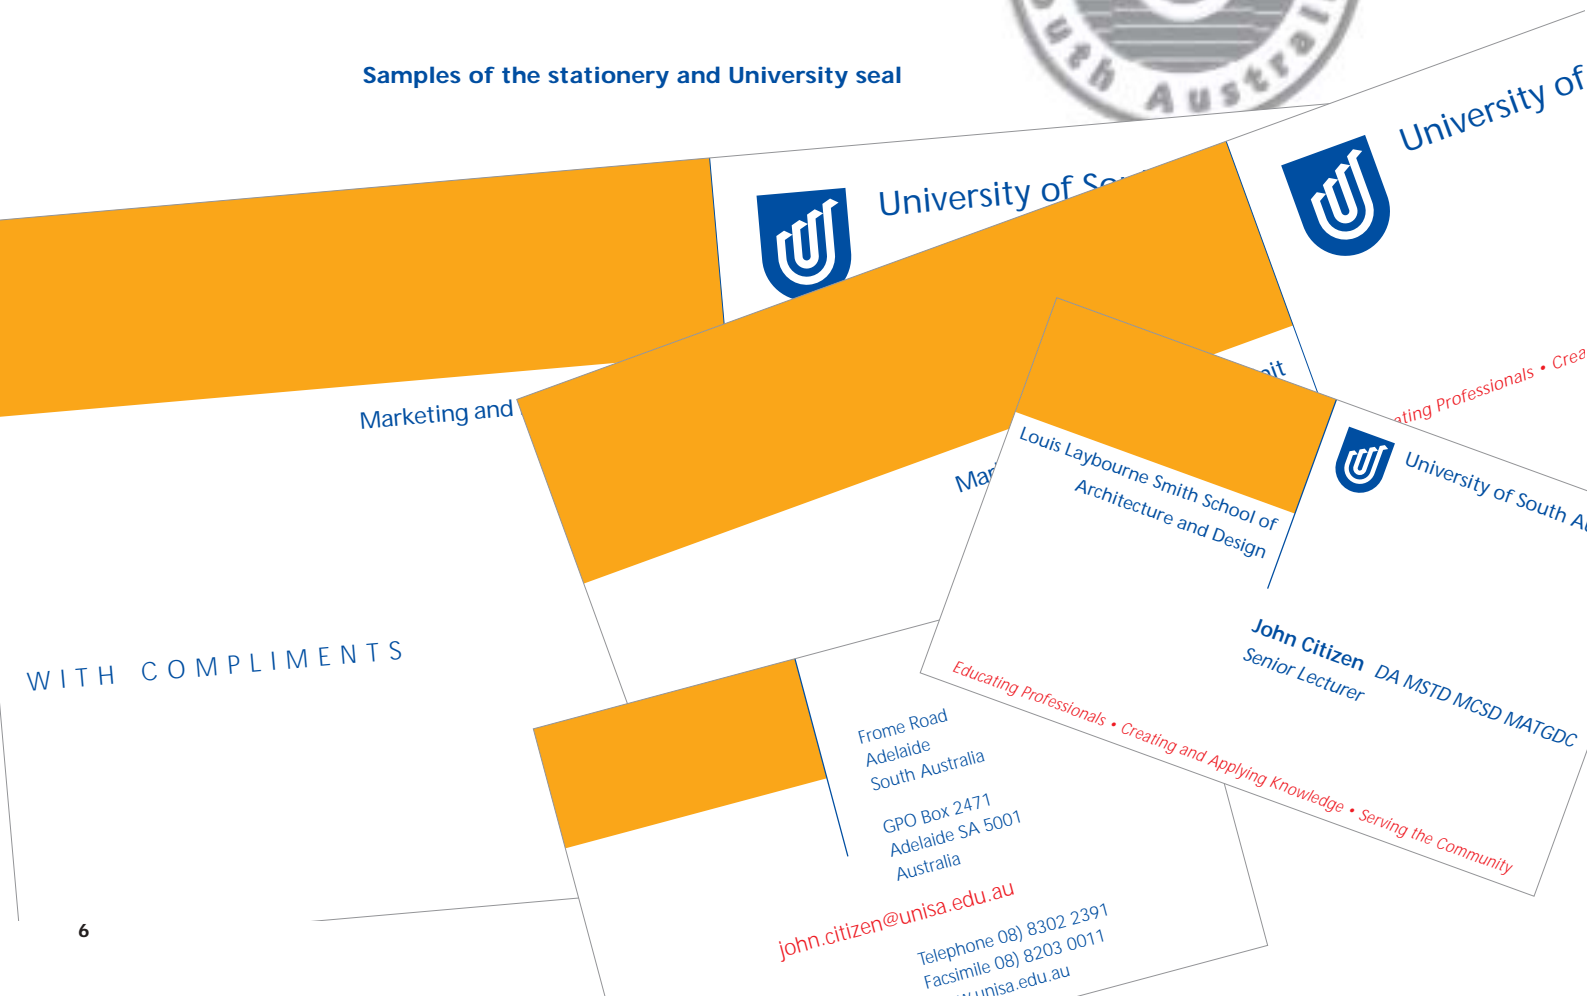 South Australi
Samples of the stationery and University seal
University of
University of So
Marketing and
it
Mar
ating Professionals • Crea
Louis Laybourne Smith School of
Architecture and Design
University of South Au
John Citizen DA MSTD MCSD MATGDC
Senior Lecturer
Educating Professionals • Creating and Applying Knowledge • Serving the Community
WITH COMPLIMENTS
Frome Road
Adelaide
South Australia
GPO Box 2471
Adelaide SA 5001
Australia
john.citizen@unisa.edu.au
Telephone 08) 8302 2391
Facsimile 08) 8203 0011
.unisa.edu.au
6